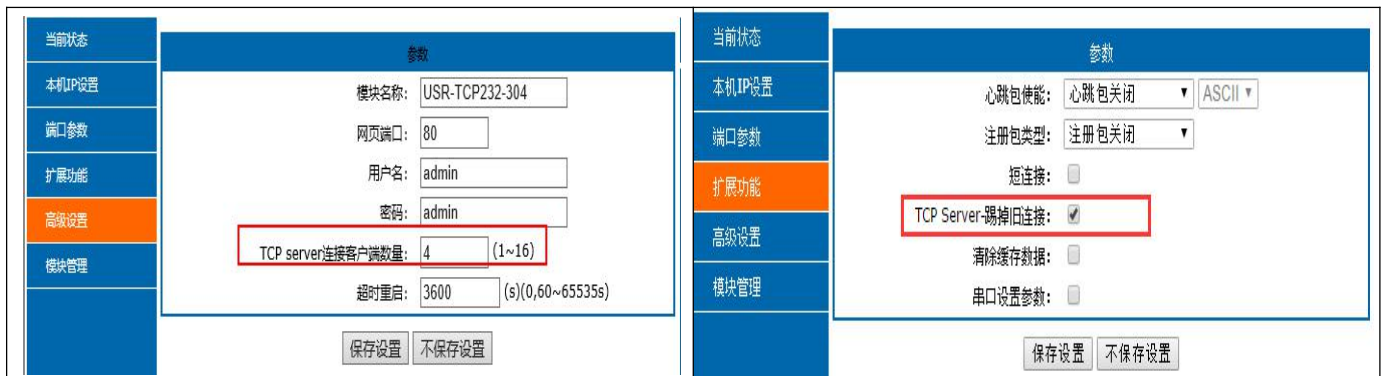 当前状态
本机IP设置
端口参数
扩展功能
高级设置
模块管理
参数
模块名称: USR-TCP232-304
网页端口: 80
用户名: admin
密码: admin
TCP server连接客户端数量: 4 (1~16)
超时重启: 3600 (s)(0,60~65535s)
保存设置 不保存设置
当前状态
本机IP设置
端口参数
扩展功能
高级设置
模块管理
参数
心跳包使能: 心跳包关闭 ASCII
注册包类型: 注册包关闭
短连接:
TCP Server-踢掉旧连接:
清除缓存数据:
串口设置参数:
保存设置 不保存设置